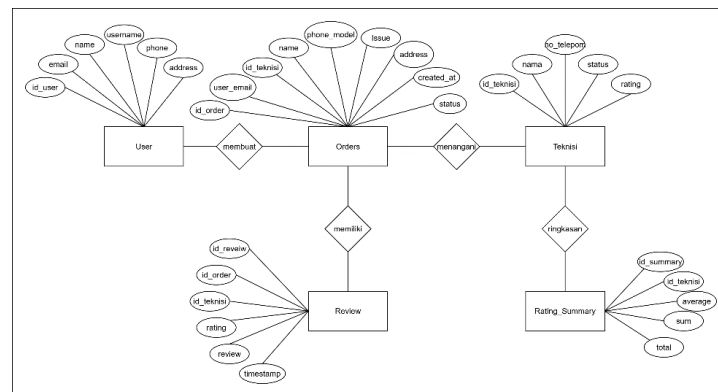 id_user
email
name
username
phone
address
User
membuat
id_order
user_email
id_teknisi
name
phone_model
Issue
address
created_at
status
Orders
menangani
id_teknisi
nama
no_telepom
status
rating
Teknisi
memiliki
ringkasan
id_reveiw
id_order
id_teknisi
rating
review
timestamp
Review
Rating_Summary
id_summary
id_teknisi
average
sum
total